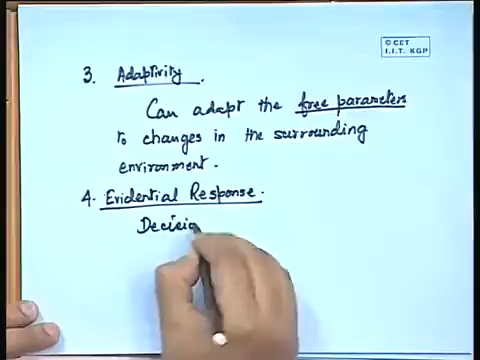 © CET
I.I.T. KGP
3. Adaptivity.
Can adapt the free parameters
to changes in the surrounding
environment.
4. Evidential Response.
Decisio